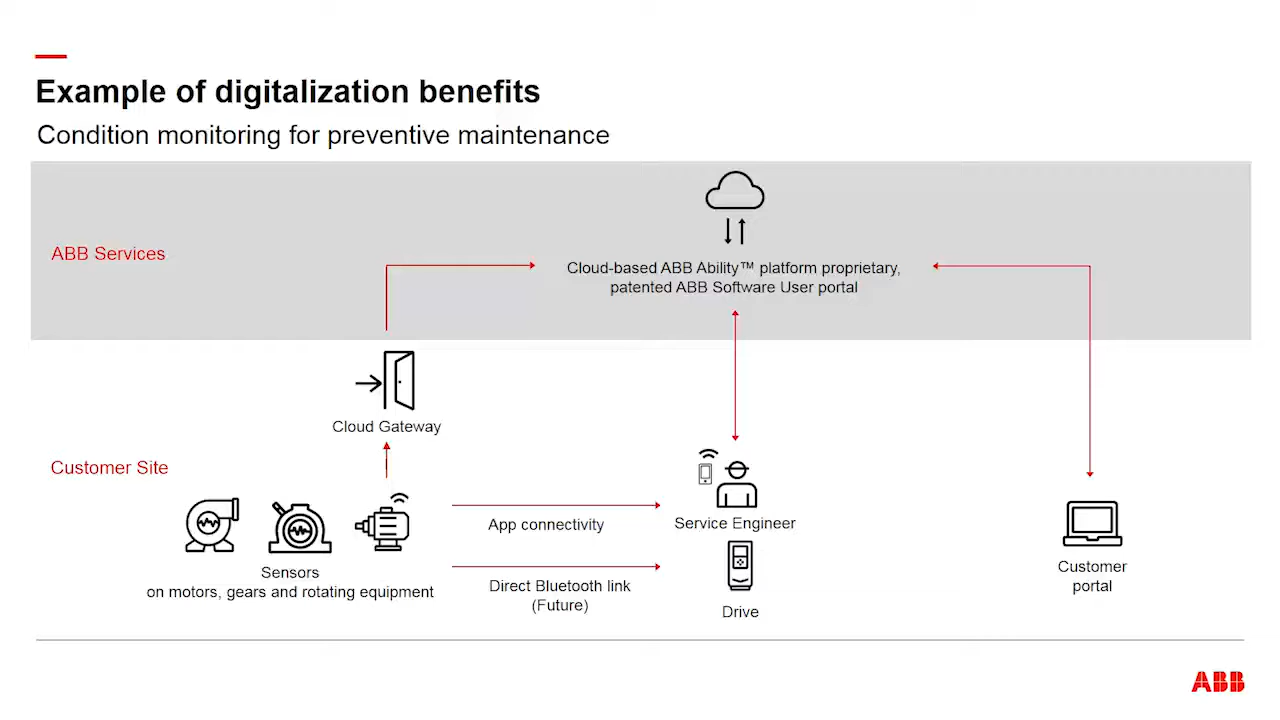 Example of digitalization benefits
Condition monitoring for preventive maintenance
ABB Services
Cloud-based ABB Ability™ platform proprietary,
patented ABB Software User portal
Cloud Gateway
Customer Site
App connectivity
Service Engineer
Sensors
on motors, gears and rotating equipment
Direct Bluetooth link
(Future)
Drive
Customer
portal
ABB